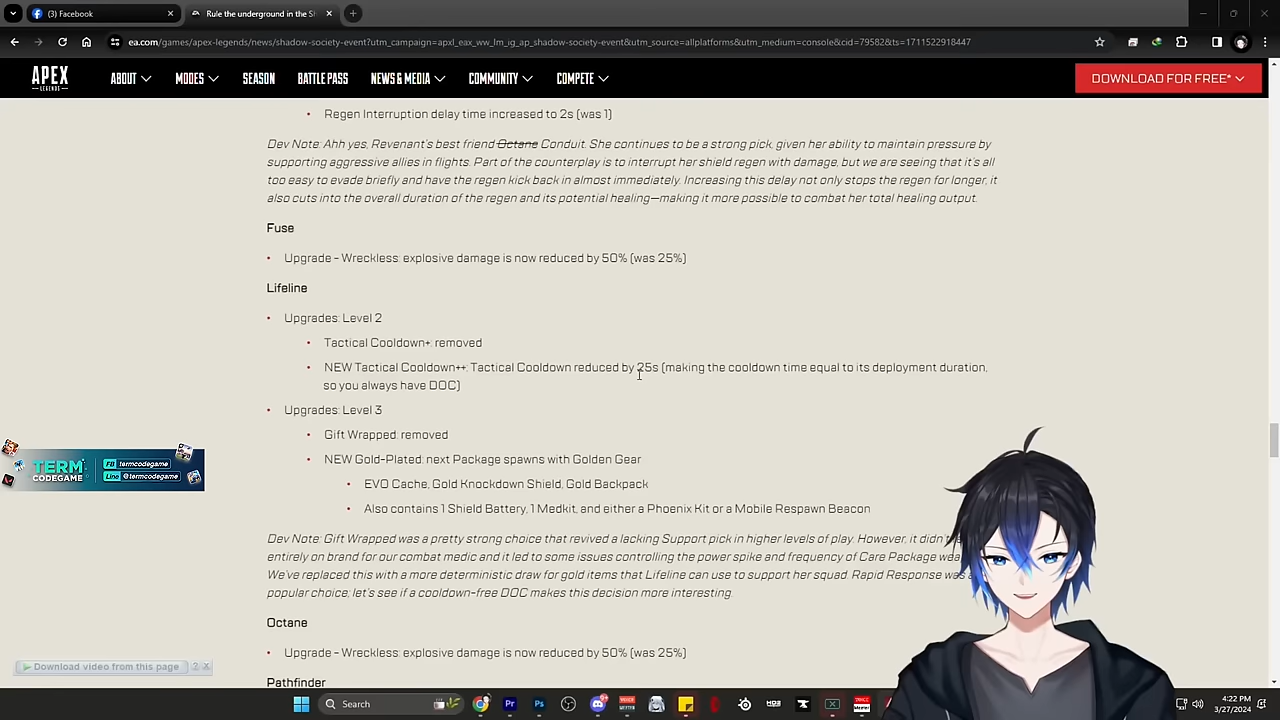 (3) Facebook
Rule the underground in the Sh
ea.com/games/apex-legends/news/shadow-society-event?utm_campaign=apxl_eax_ww_lm_ig_ap_shadow-society-event&utm_source=allplatforms&utm_medium=console&cid=79582&ts=1711522918447
APEX
LEGENDS
ABOUT MODES SEASON BATTLE PASS NEWS & MEDIA COMMUNITY COMPETE
DOWNLOAD FOR FREE*
• Regen Interruption delay time increased to 2s (was 1)
Dev Note: Ahh yes, Revenant's best friend Octane Conduit. She continues to be a strong pick, given her ability to maintain pressure by
supporting aggressive allies in flights. Part of the counterplay is to interrupt her shield regen with damage, but we are seeing that it's all
too easy to evade briefly and have the regen kick back in almost immediately. Increasing this delay not only stops the regen for longer, it
also cuts into the overall duration of the regen and its potential healing—making it more possible to combat her total healing output.
Fuse
• Upgrade - Wreckless: explosive damage is now reduced by 50% (was 25%)
Lifeline
• Upgrades: Level 2
• Tactical Cooldown+: removed
• NEW Tactical Cooldown++: Tactical Cooldown reduced by 25s (making the cooldown time equal to its deployment duration,
so you always have DOC)
• Upgrades: Level 3
• Gift Wrapped: removed
• NEW Gold-Plated: next Package spawns with Golden Gear
• EVO Cache, Gold Knockdown Shield, Gold Backpack
• Also contains 1 Shield Battery, 1 Medkit, and either a Phoenix Kit or a Mobile Respawn Beacon
TERM
CODEGAME
FB termcodegame
Line @termcodegame
Dev Note: Gift Wrapped was a pretty strong choice that revived a lacking Support pick in higher levels of play. However, it didn't
entirely on brand for our combat medic and it led to some issues controlling the power spike and frequency of Care Package
We've replaced this with a more deterministic draw for gold items that Lifeline can use to support her squad. Rapid Response was
popular choice, let's see if a cooldown-free DOC makes this decision more interesting.
Octane
• Upgrade - Wreckless: explosive damage is now reduced by 50% (was 25%)
Download video from this page ? X
Pathfinder
Search
4:22 PM
3/27/2024